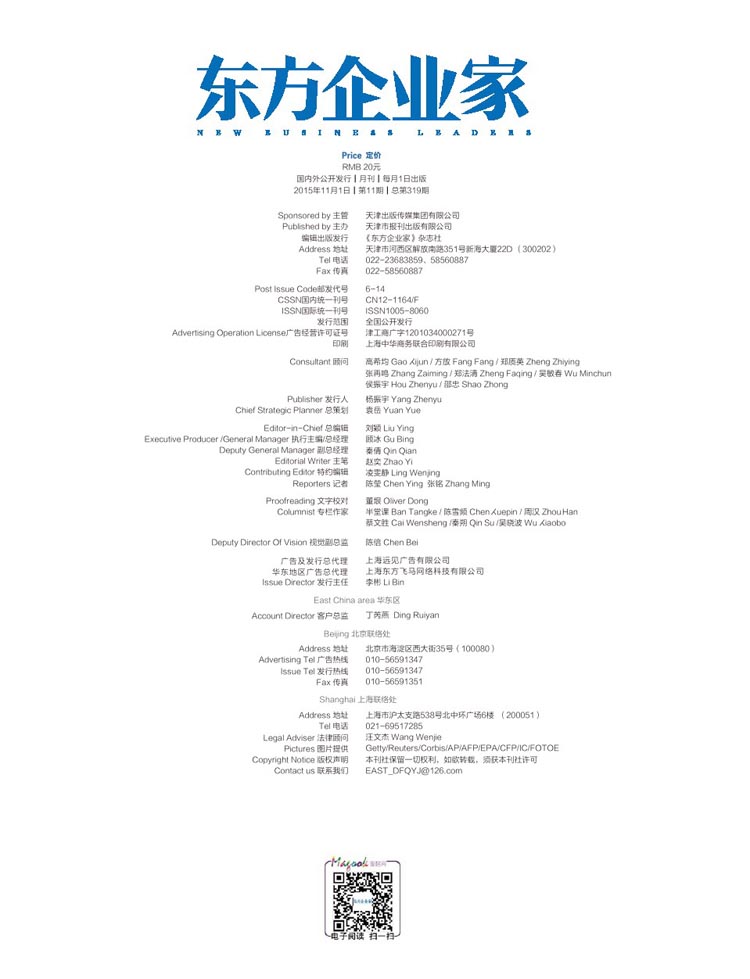 东方企业家
NEW BUSINESS LEADERS
Price 定价
RMB 20元
国内外公开发行 | 月刊 | 每月1日出版
2015年11月1日 | 第11期 | 总第319期
Sponsored by 主管 天津出版传媒集团有限公司
Published by 主办 天津市报刊出版有限公司
编辑出版发行 《东方企业家》杂志社
Address 地址 天津市河西区解放南路351号新海大厦22D （300202）
Tel 电话 022-23683859、58560887
Fax 传真 022-58560887
Post Issue Code邮发代号 6-14
CSSN国内统一刊号 CN12-1164/F
ISSN国际统一刊号 ISSN1005-8060
发行范围 全国公开发行
Advertising Operation License广告经营许可证号 津工商广字1201034000271号
印刷 上海中华商务联合印刷有限公司
Consultant 顾问 高希均 Gao Xijun / 方放 Fang Fang / 郑质英 Zheng Zhiying
张再鸣 Zhang Zaiming / 郑法清 Zheng Faqing / 吴敏春 Wu Minchun
侯振宇 Hou Zhenyu / 邵忠 Shao Zhong
Publisher 发行人 杨振宇 Yang Zhenyu
Chief Strategic Planner 总策划 袁岳 Yuan Yue
Editor-in-Chief 总编辑 刘颖 Liu Ying
Executive Producer /General Manager 执行主编/总经理 顾冰 Gu Bing
Deputy General Manager 副总经理 秦倩 Qin Qian
Editorial Writer 主笔 赵奕 Zhao Yi
Contributing Editor 特约编辑 凌雯静 Ling Wenjing
Reporters 记者 陈莹 Chen Ying 张铭 Zhang Ming
Proofreading 文字校对 董垠 Oliver Dong
Columnist 专栏作家 半堂课 Ban Tangke / 陈雪频 Chen Xuepin / 周汉 Zhou Han
蔡文胜 Cai Wensheng /秦朔 Qin Su /吴晓波 Wu Xiaobo
Deputy Director Of Vision 视觉副总监 陈倍 Chen Bei
广告及发行总代理 上海远见广告有限公司
华东地区广告总代理 上海东方飞马网络科技有限公司
Issue Director 发行主任 李彬 Li Bin
East China area 华东区
Account Director 客户总监 丁芮燕 Ding Ruiyan
Beijing 北京联络处
Address 地址 北京市海淀区西大街35号（100080）
Advertising Tel 广告热线 010-56591347
Issue Tel 发行热线 010-56591347
Fax 传真 010-56591351
Shanghai 上海联络处
Address 地址 上海市沪太支路538号北中环广场6楼 （200051）
Tel 电话 021-69517285
Legal Adviser 法律顾问 汪文杰 Wang Wenjie
Pictures 图片提供 Getty/Reuters/Corbis/AP/AFP/EPA/CFP/IC/FOTOE
Copyright Notice 版权声明 本刊社保留一切权利，如欲转载，须获本刊社许可
Contact us 联系我们 EAST_DFQYJ@126.com
东方企业家
电子阅读 扫一扫